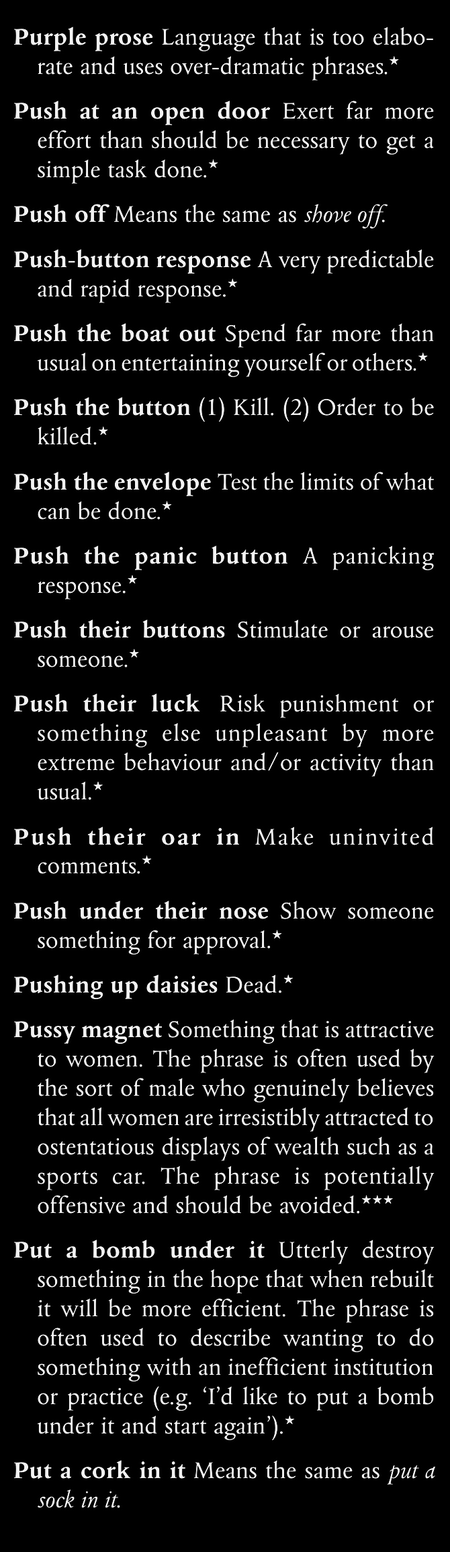 Purple prose Language that is too elabo-
rate and uses over-dramatic phrases.★
Push at an open door Exert far more
effort than should be necessary to get a
simple task done.★
Push off Means the same as shove off.
Push-button response A very predictable
and rapid response.★
Push the boat out Spend far more than
usual on entertaining yourself or others.★
Push the button (1) Kill. (2) Order to be
killed.★
Push the envelope Test the limits of what
can be done.★
Push the panic button A panicking
response.★
Push their buttons Stimulate or arouse
someone.★
Push their luck Risk punishment or
something else unpleasant by more
extreme behaviour and/or activity than
usual.★
Push their oar in Make uninvited
comments.★
Push under their nose Show someone
something for approval.★
Pushing up daisies Dead.★
Pussy magnet Something that is attractive
to women. The phrase is often used by
the sort of male who genuinely believes
that all women are irresistibly attracted to
ostentatious displays of wealth such as a
sports car. The phrase is potentially
offensive and should be avoided.★★★
Put a bomb under it Utterly destroy
something in the hope that when rebuilt
it will be more efficient. The phrase is
often used to describe wanting to do
something with an inefficient institution
or practice (e.g. ‘I’d like to put a bomb
under it and start again’).★
Put a cork in it Means the same as put a
sock in it.